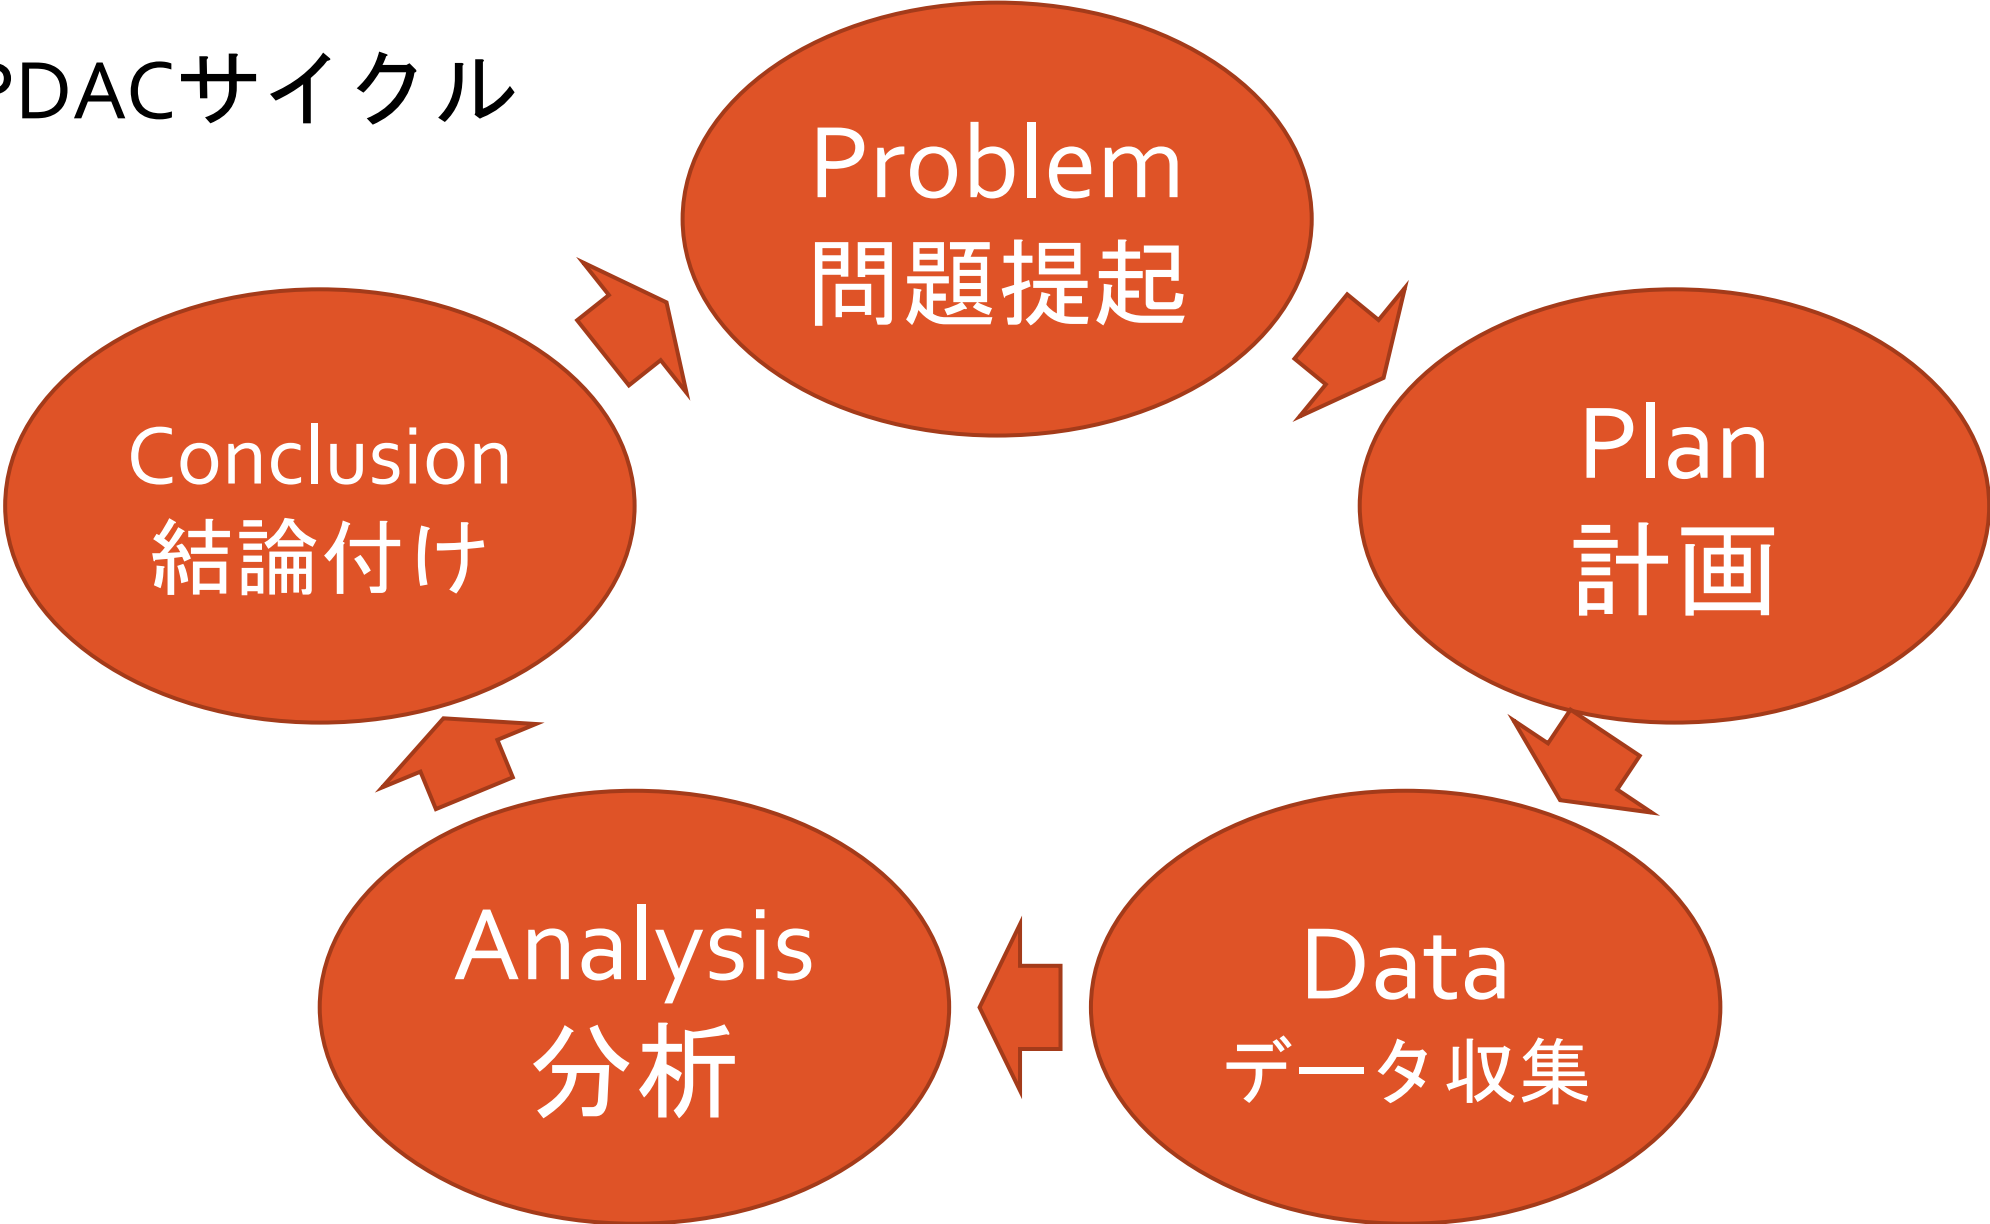 PDACサイクル
Problem
問題提起
Plan
計画
Data
データ収集
Analysis
分析
Conclusion
結論付け